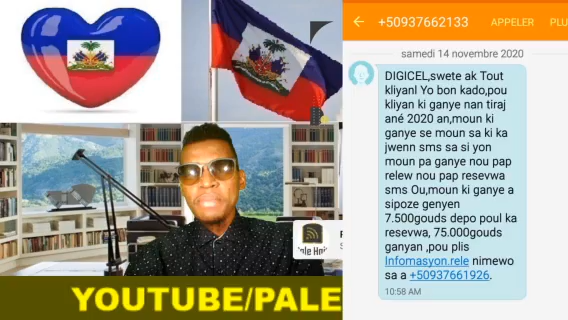 +50937662133 APPELER PLU
samedi 14 novembre 2020
DIGICEL,swete ak Tout
kliyanl Yo bon kado,pou
kliyan ki ganye nan tiraj
ané 2020 an,moun ki
ganye se moun sa ki ka
jwenn sms sa si yon
moun pa ganye nou pap
relew nou pap resevwa
sms Ou,moun ki ganye a
sipoze genyen
7.500gouds depo poul ka
resevwa, 75.000gouds
ganyan ,pou plis
Infomasyon.rele nimewo
sa a +50937661926.
10:58 AM
YOUTUBE/PALE